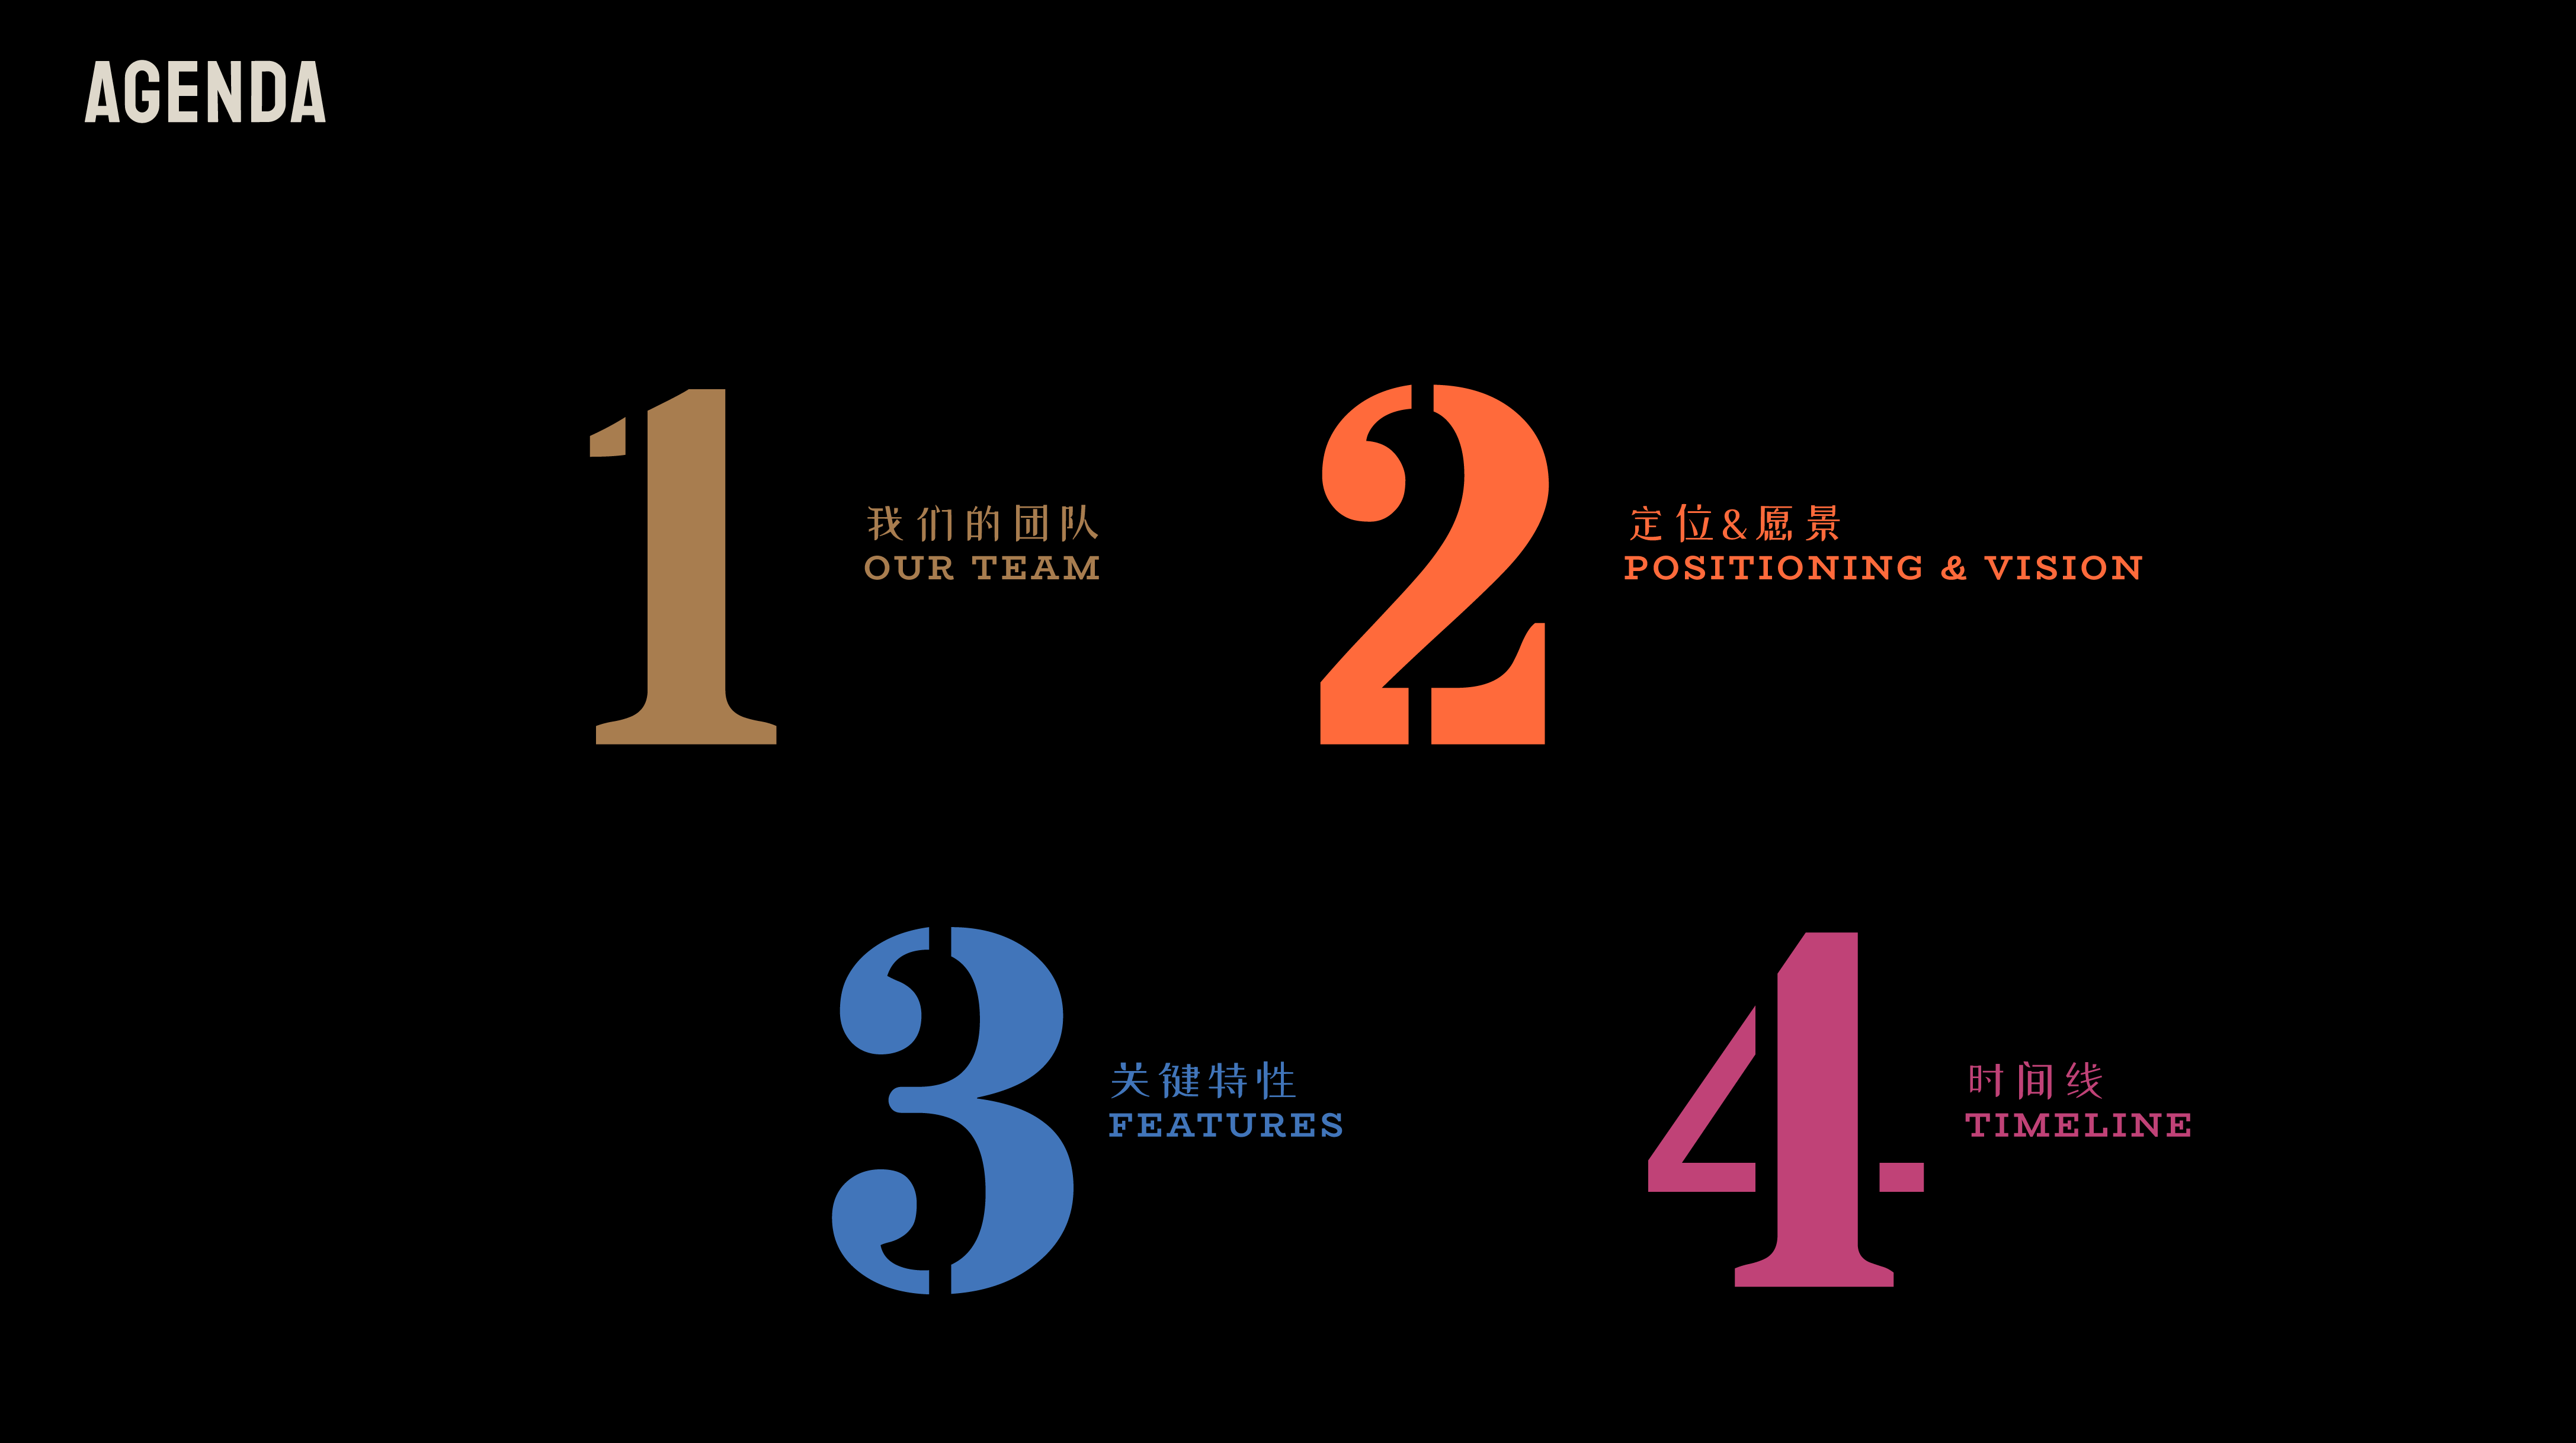 AGENDA
1
我们的团队
OUR TEAM
2
定位&愿景
POSITIONING & VISION
3
关键特性
FEATURES
4
时间线
TIMELINE